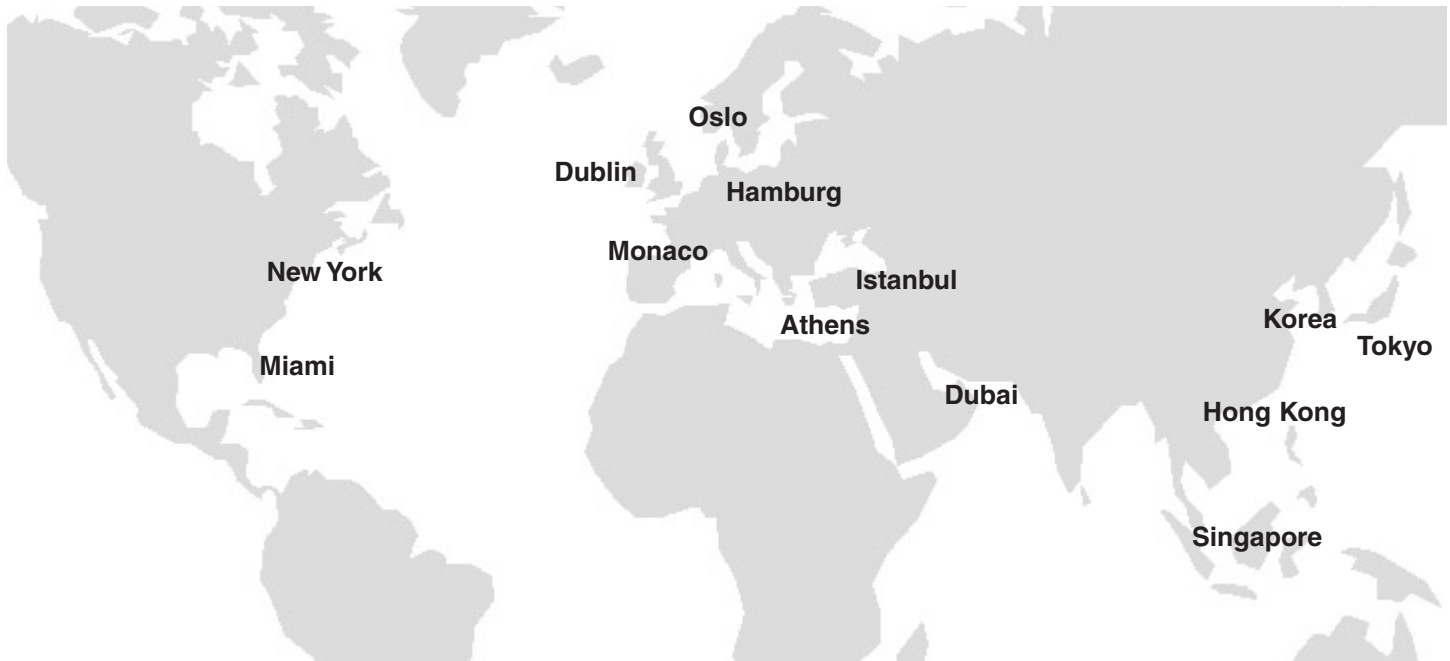 Oslo
Dublin
Hamburg
Monaco
New York
Istanbul
Athens
Korea
Tokyo
Miami
Dubai
Hong Kong
Singapore